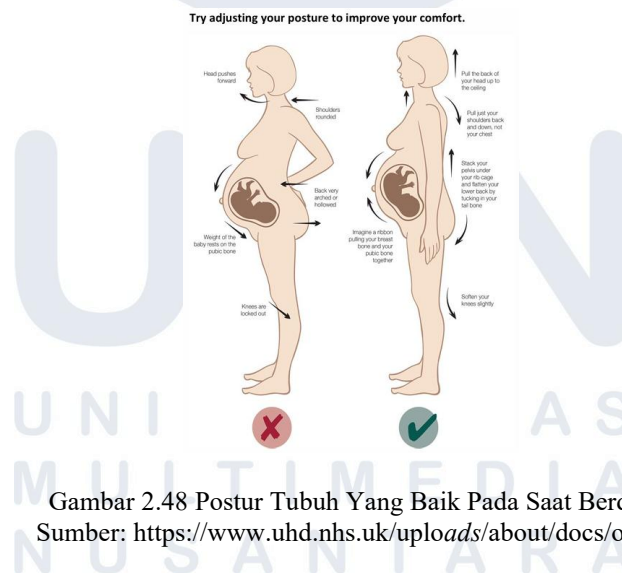 Try adjusting your posture to improve your comfort.
Head pushes
forward
Shoulders
rounded
Back very
arched or
hollowed
Weight of the
baby rests on the
pubic bone
Knees are
locked out
Pull the back of
your head up to
the ceiling
Pull just your
shoulders back
and down, not
your chest
Stack your
pelvis under
your rib cage
and flatten your
lower back by
tucking in your
tail bone
Imagine a ribbon
pulling your breast
bone and your
pubic bone
together
Soften your
knees slightly
Gambar 2.48 Postur Tubuh Yang Baik Pada Saat
Sumber: https://www.uhd.nhs.uk/uploads/about/docs/
MULTIMEDIA
NUSANTARA